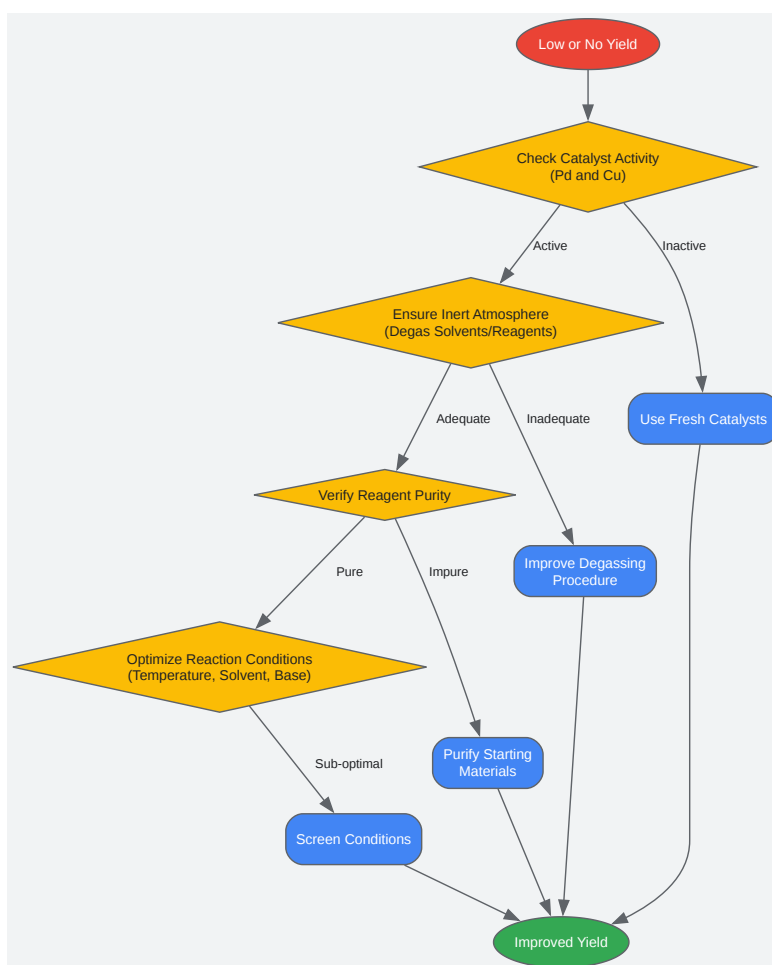 Low or No Yield
Check Catalyst Activity
(Pd and Cu)
Active
Inactive
Ensure Inert Atmosphere
(Degas Solvents/Reagents)
Adequate
Inadequate
Use Fresh Catalysts
Verify Reagent Purity
Pure
Impure
Improve Degassing
Procedure
Optimize Reaction Conditions
(Temperature, Solvent, Base)
Sub-optimal
Purify Starting
Materials
Screen Conditions
Improved Yield